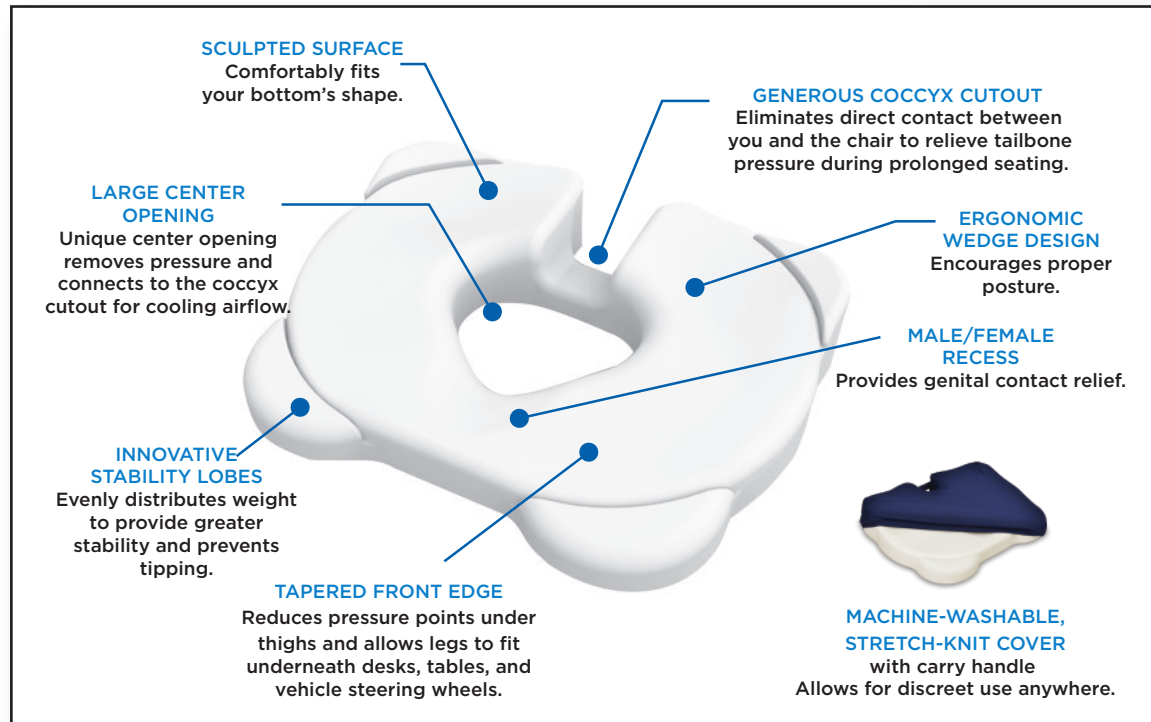 SCULPTED SURFACE
Comfortably fits
your bottom's shape.
GENEROUS COCCYX CUTOUT
Eliminates direct contact between
you and the chair to relieve tailbone
pressure during prolonged seating.
LARGE CENTER
OPENING
Unique center opening
removes pressure and
connects to the coccyx
cutout for cooling airflow.
ERGONOMIC
WEDGE DESIGN
Encourages proper
posture.
MALE/FEMALE
RECESS
Provides genital contact relief.
INNOVATIVE
STABILITY LOBES
Evenly distributes weight
to provide greater
stability and prevents
tipping.
TAPERED FRONT EDGE
Reduces pressure points under
thighs and allows legs to fit
underneath desks, tables, and
vehicle steering wheels.
MACHINE-WASHABLE,
STRETCH-KNIT COVER
with carry handle
Allows for discreet use anywhere.